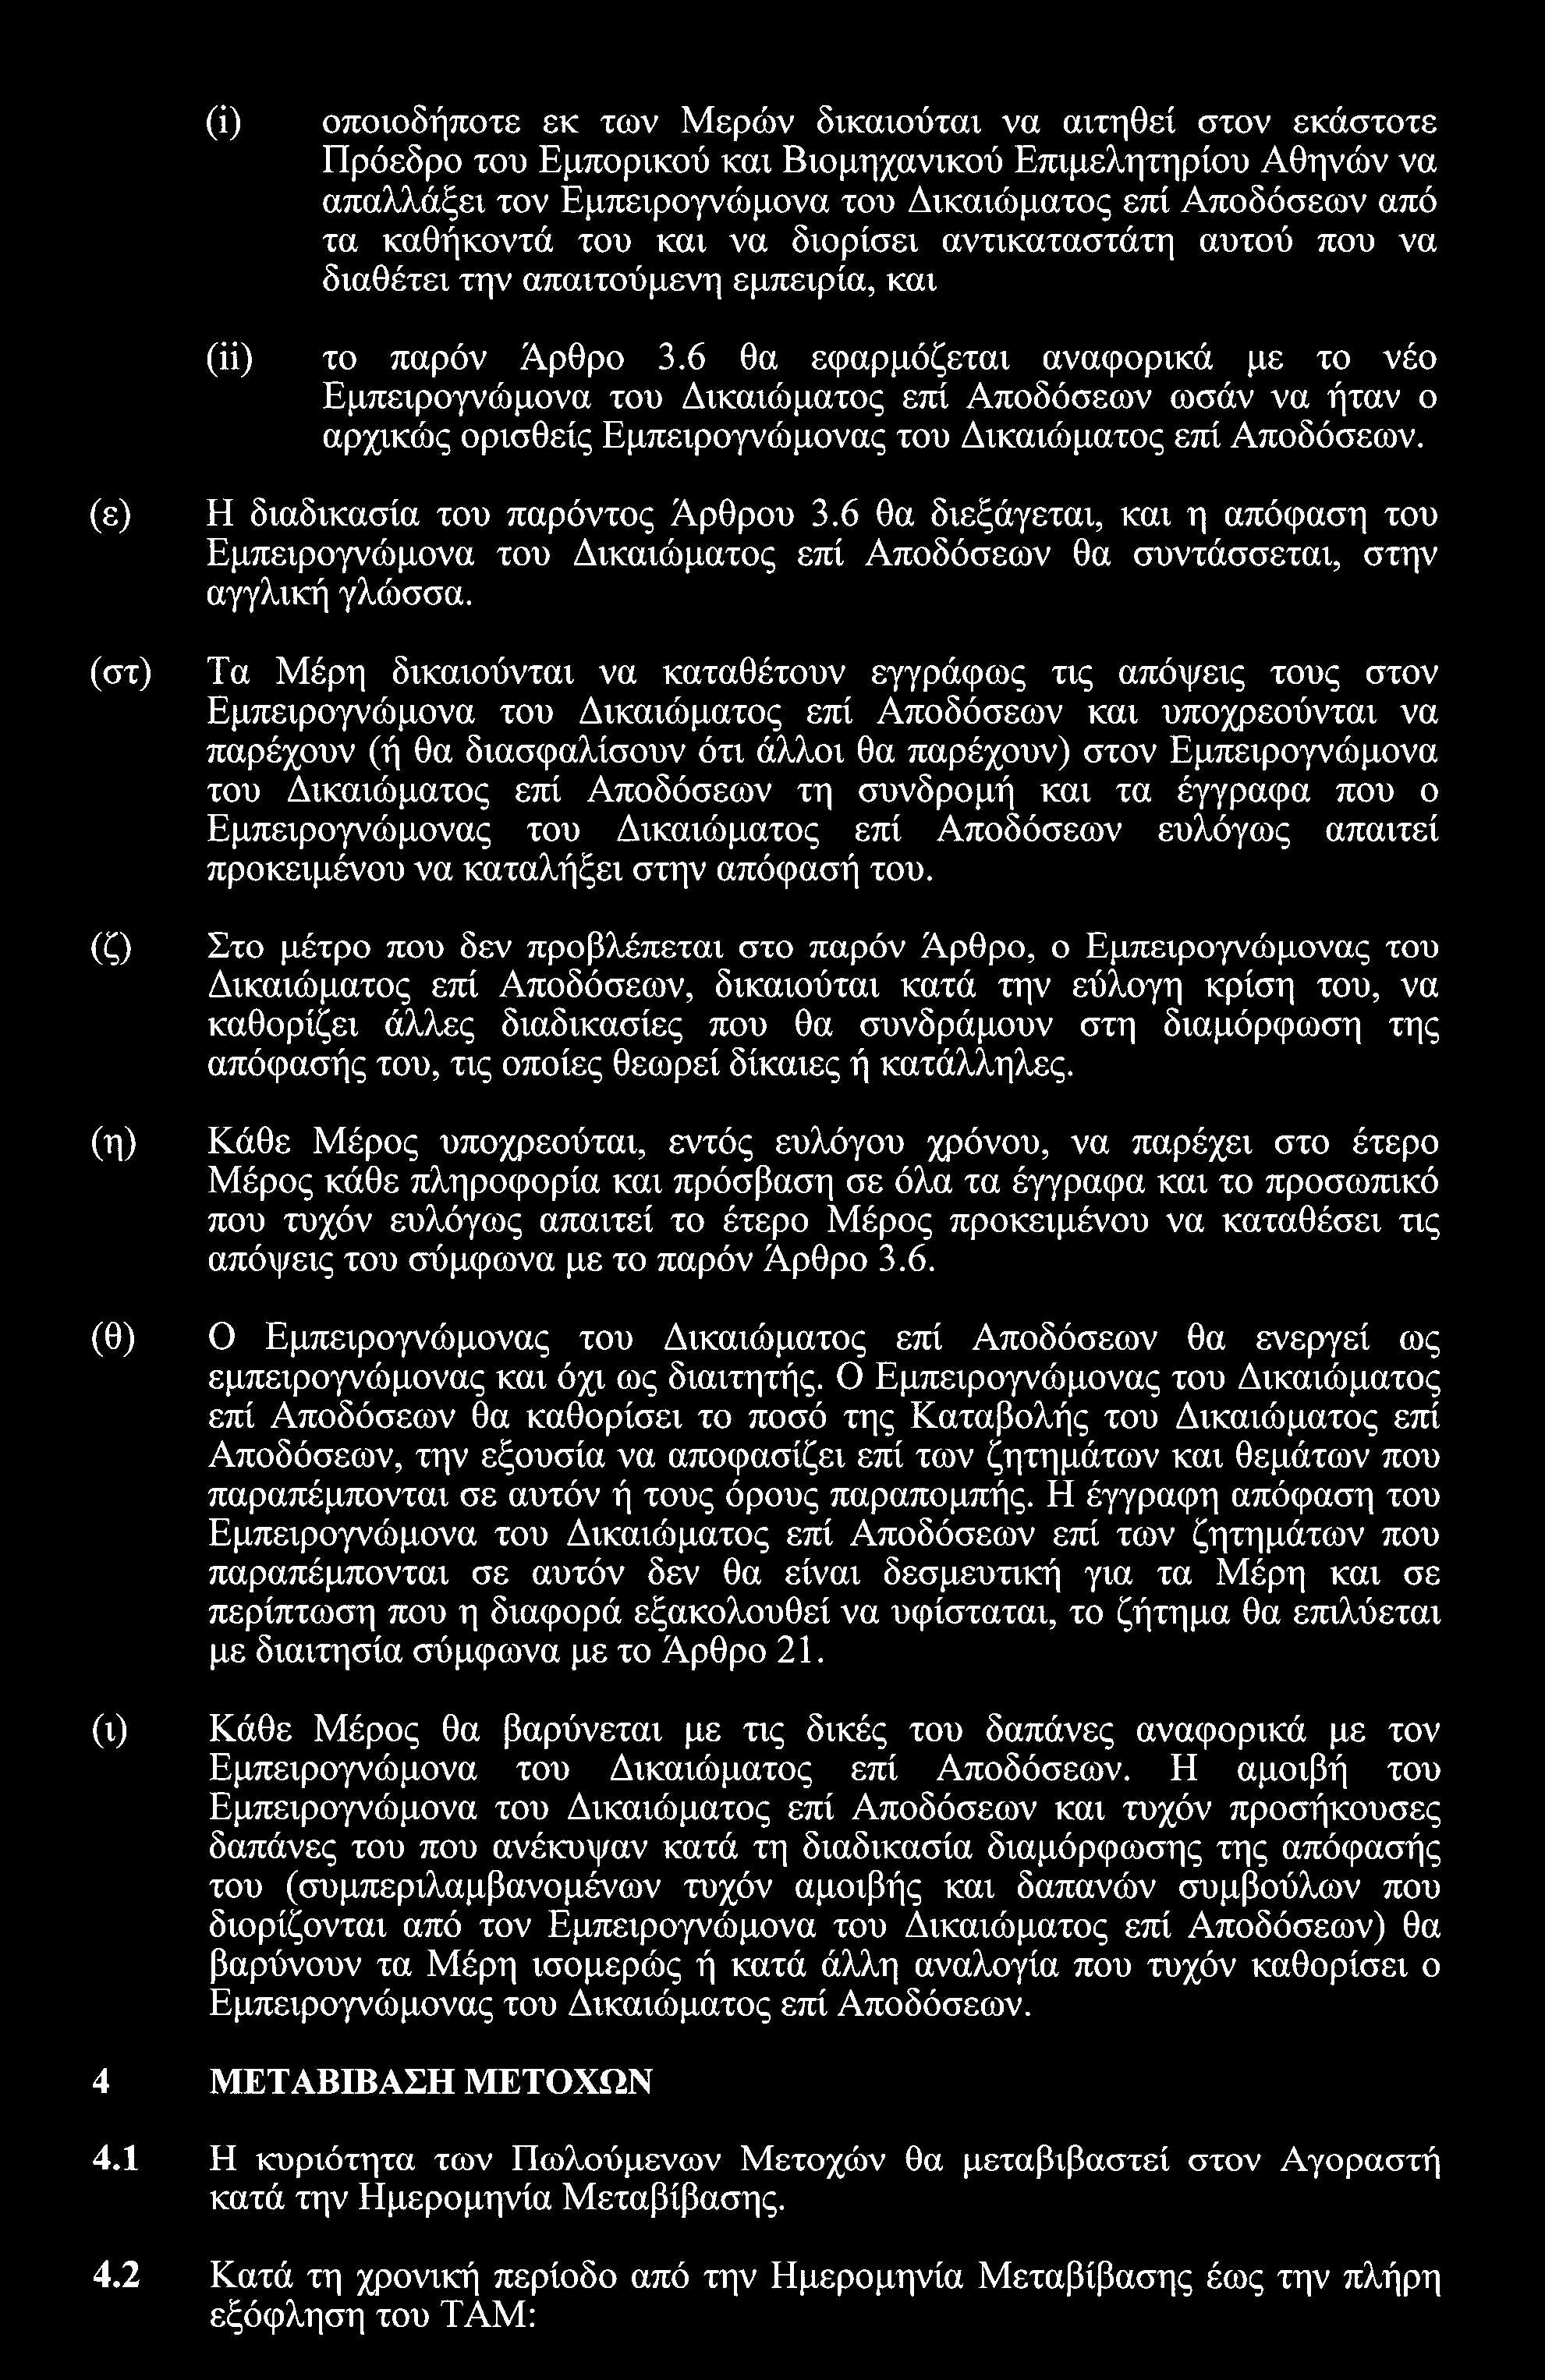 (i) οποιοδήποτε εκ των Μερών δικαιούται να αιτηθεί στον εκάστοτε
Πρόεδρο του Εμπορικού και Βιομηχανικού Επιμελητηρίου Αθηνών να
απαλλάξει τον Εμπειρογνώμονα του Δικαιώματος επί Αποδόσεων από
τα καθήκοντά του και να διορίσει αντικαταστάτη αυτού που να
διαθέτει την απαιτούμενη εμπειρία, και
(ii) το παρόν Άρθρο 3.6 θα εφαρμόζεται αναφορικά με το νέο
Εμπειρογνώμονα του Δικαιώματος επί Αποδόσεων ωσάν να ήταν ο
αρχικώς ορισθείς Εμπειρογνώμονας του Δικαιώματος επί Αποδόσεων.
(ε) Η διαδικασία του παρόντος Άρθρου 3.6 θα διεξάγεται, και η απόφαση του
Εμπειρογνώμονα του Δικαιώματος επί Αποδόσεων θα συντάσσεται, στην
αγγλική γλώσσα.
(στ) Τα Μέρη δικαιούνται να καταθέτουν εγγράφως τις απόψεις τους στον
Εμπειρογνώμονα του Δικαιώματος επί Αποδόσεων και υποχρεούνται να
παρέχουν (ή θα διασφαλίσουν ότι άλλοι θα παρέχουν) στον Εμπειρογνώμονα
του Δικαιώματος επί Αποδόσεων τη συνδρομή και τα έγγραφα που ο
Εμπειρογνώμονας του Δικαιώματος επί Αποδόσεων ευλόγως απαιτεί
προκειμένου να καταλήξει στην απόφασή του.
(ζ) Στο μέτρο που δεν προβλέπεται στο παρόν Άρθρο, ο Εμπειρογνώμονας του
Δικαιώματος επί Αποδόσεων, δικαιούται κατά την εύλογη κρίση του, να
καθορίζει άλλες διαδικασίες που θα συνδράμουν στη διαμόρφωση της
απόφασής του, τις οποίες θεωρεί δίκαιες ή κατάλληλες.
(η) Κάθε Μέρος υποχρεούται, εντός ευλόγου χρόνου, να παρέχει στο έτερο
Μέρος κάθε πληροφορία και πρόσβαση σε όλα τα έγγραφα και το προσωπικό
που τυχόν ευλόγως απαιτεί το έτερο Μέρος προκειμένου να καταθέσει τις
απόψεις του σύμφωνα με το παρόν Άρθρο 3.6.
(θ) Ο Εμπειρογνώμονας του Δικαιώματος επί Αποδόσεων θα ενεργεί ως
εμπειρογνώμονας και όχι ως διαιτητής. Ο Εμπειρογνώμονας του Δικαιώματος
επί Αποδόσεων θα καθορίσει το ποσό της Καταβολής του Δικαιώματος επί
Αποδόσεων, την εξουσία να αποφασίζει επί των ζητημάτων και θεμάτων που
παραπέμπονται σε αυτόν ή τους όρους παραπομπής. Η έγγραφη απόφαση του
Εμπειρογνώμονα του Δικαιώματος επί Αποδόσεων επί των ζητημάτων που
παραπέμπονται σε αυτόν δεν θα είναι δεσμευτική για τα Μέρη και σε
περίπτωση που η διαφορά εξακολουθεί να υφίσταται, το ζήτημα θα επιλύεται
με διαιτησία σύμφωνα με το Άρθρο 21.
(ι) Κάθε Μέρος θα βαρύνεται με τις δικές του δαπάνες αναφορικά με τον
Εμπειρογνώμονα του Δικαιώματος επί Αποδόσεων. Η αμοιβή του
Εμπειρογνώμονα του Δικαιώματος επί Αποδόσεων και τυχόν προσήκουσες
δαπάνες του που ανέκυψαν κατά τη διαδικασία διαμόρφωσης της απόφασής
του (συμπεριλαμβανομένων τυχόν αμοιβής και δαπανών συμβούλων που
διορίζονται από τον Εμπειρογνώμονα του Δικαιώματος επί Αποδόσεων) θα
βαρύνουν τα Μέρη ισομερώς ή κατά άλλη αναλογία που τυχόν καθορίσει ο
Εμπειρογνώμονας του Δικαιώματος επί Αποδόσεων.
4 ΜΕΤΑΒΙΒΑΣΗ ΜΕΤΟΧΩΝ
4.1 Η κυριότητα των Πωλούμενων Μετοχών θα μεταβιβαστεί στον Αγοραστή
κατά την Ημερομηνία Μεταβίβασης.
4.2 Κατά τη χρονική περίοδο από την Ημερομηνία Μεταβίβασης έως την πλήρη
εξόφληση του ΤΑΜ: